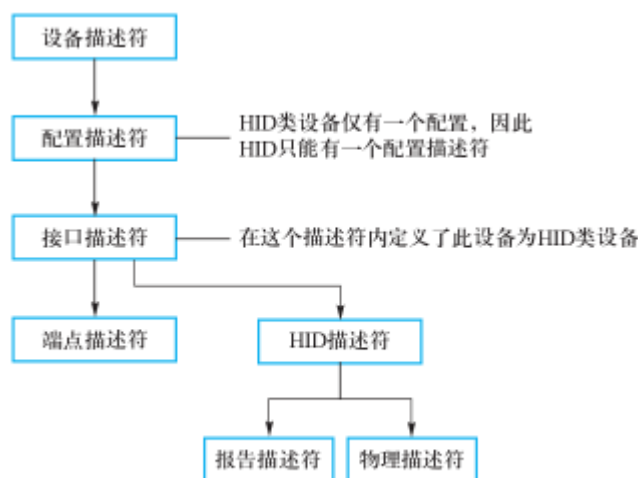 设备描述符
配置描述符
HID类设备仅有一个配置，因此
HID只能有一个配置描述符
接口描述符
在这个描述符内定义了此设备为HID类设备
端点描述符
HID描述符
报告描述符
物理描述符